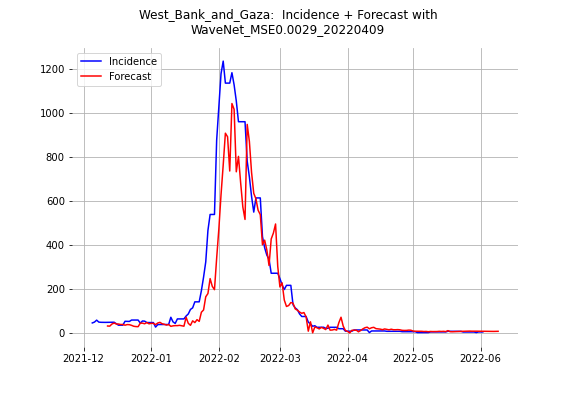 West_Bank_and_Gaza:  Incidence + Forecast with
WaveNet_MSE0.0029_20220409
Incidence
Forecast
1200
1000
800
600
400
200
0
2021-12 2022-01 2022-02 2022-03 2022-04 2022-05 2022-06